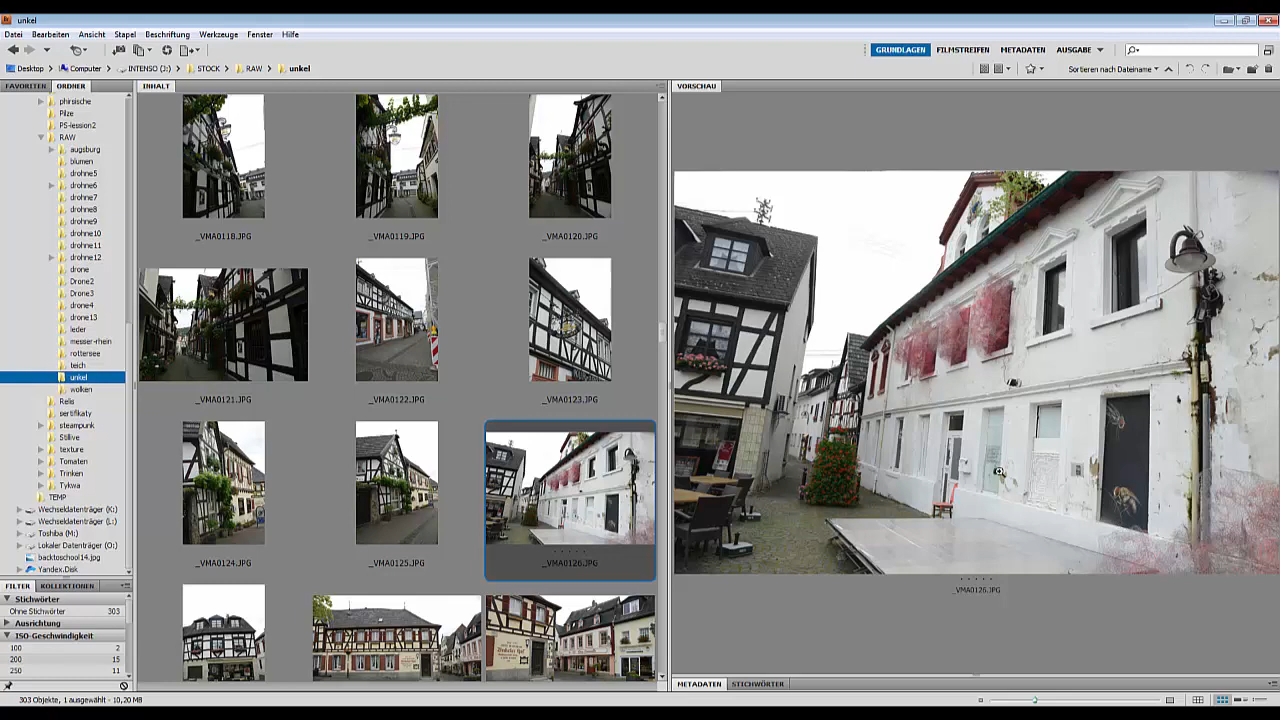 unkel
Datei Bearbeiten Ansicht Stapel Beschriftung Werkzeuge Fenster Hilfe
GRUNDLAGEN FILMSTREIFEN METADATEN AUSGABE
Desktop Computer INTENSO (J:) STOCK RAW unkel
Sortieren nach Dateiname
FAVORITEN ORDNER
phirsische
Pilze
PS-lession2
RAW
augsburg
blumen
drohne5
drohne6
drohne7
drohne8
drohne9
drohne10
drohne11
drohne12
drone
Drone2
Drone3
drone4
drone13
leder
messer-rhein
rottersee
teich
unkel
wolken
Relis
sertifikaty
steampunk
Stillive
texture
Tomaten
Trinken
Tykwa
TEMP
Wechseldatenträger (K:)
Wechseldatenträger (L:)
Toshiba (M:)
Lokaler Datenträger (O:)
backtoschool14.jpg
Yandex.Disk
FILTER KOLLEKTIONEN
Stichwörter
Ohne Stichwörter 303
Ausrichtung
ISO-Geschwindigkeit
100 2
200 15
250 11
INHALT
_VMA0118.JPG _VMA0119.JPG _VMA0120.JPG
_VMA0121.JPG _VMA0122.JPG _VMA0123.JPG
_VMA0124.JPG _VMA0125.JPG _VMA0126.JPG
VORSCHAU
_VMA0126.JPG
METADATEN STICHWÖRTER
303 Objekte, 1 ausgewählt - 10,20 MB